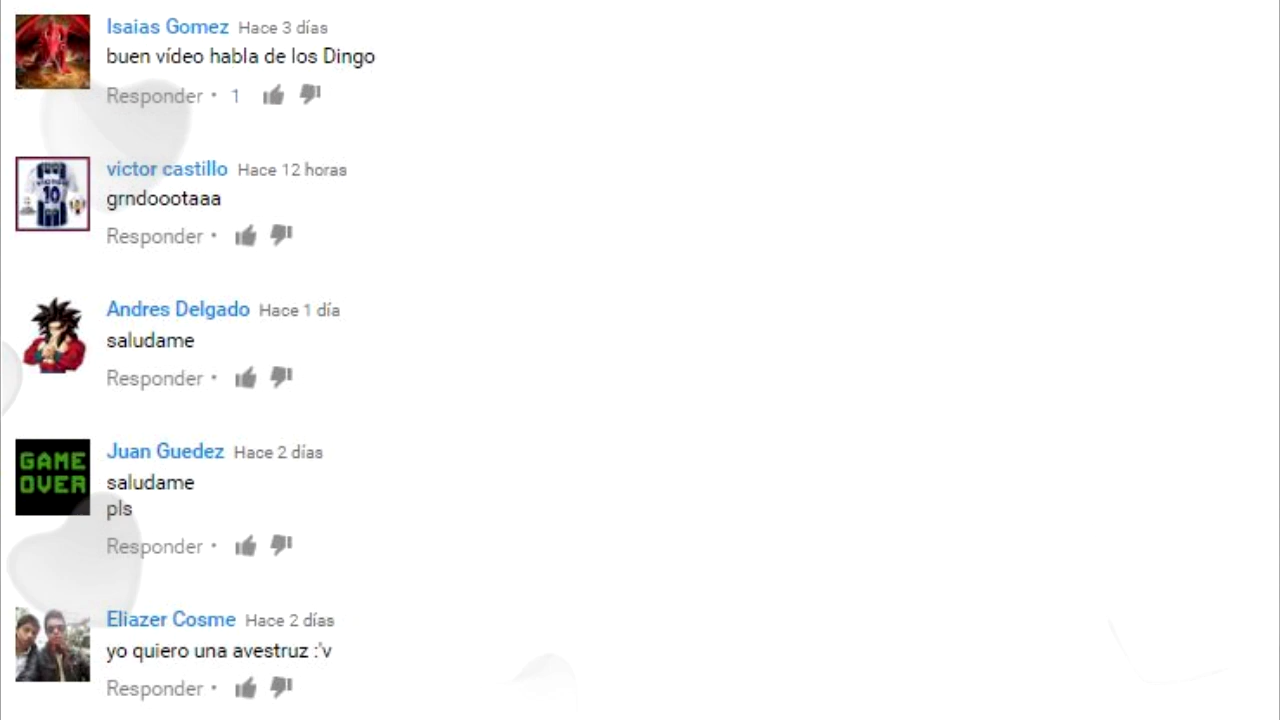 Isaias Gomez Hace 3 días
buen vídeo habla de los Dingo
Responder • 1
victor castillo Hace 12 horas
10
grndoootaaa
Responder •
Andres Delgado Hace 1 día
saludame
Responder •
Juan Guedez Hace 2 días
GAME
OVER
saludame
pls
Responder •
Eliazer Cosme Hace 2 días
yo quiero una avestruz :'v
Responder •